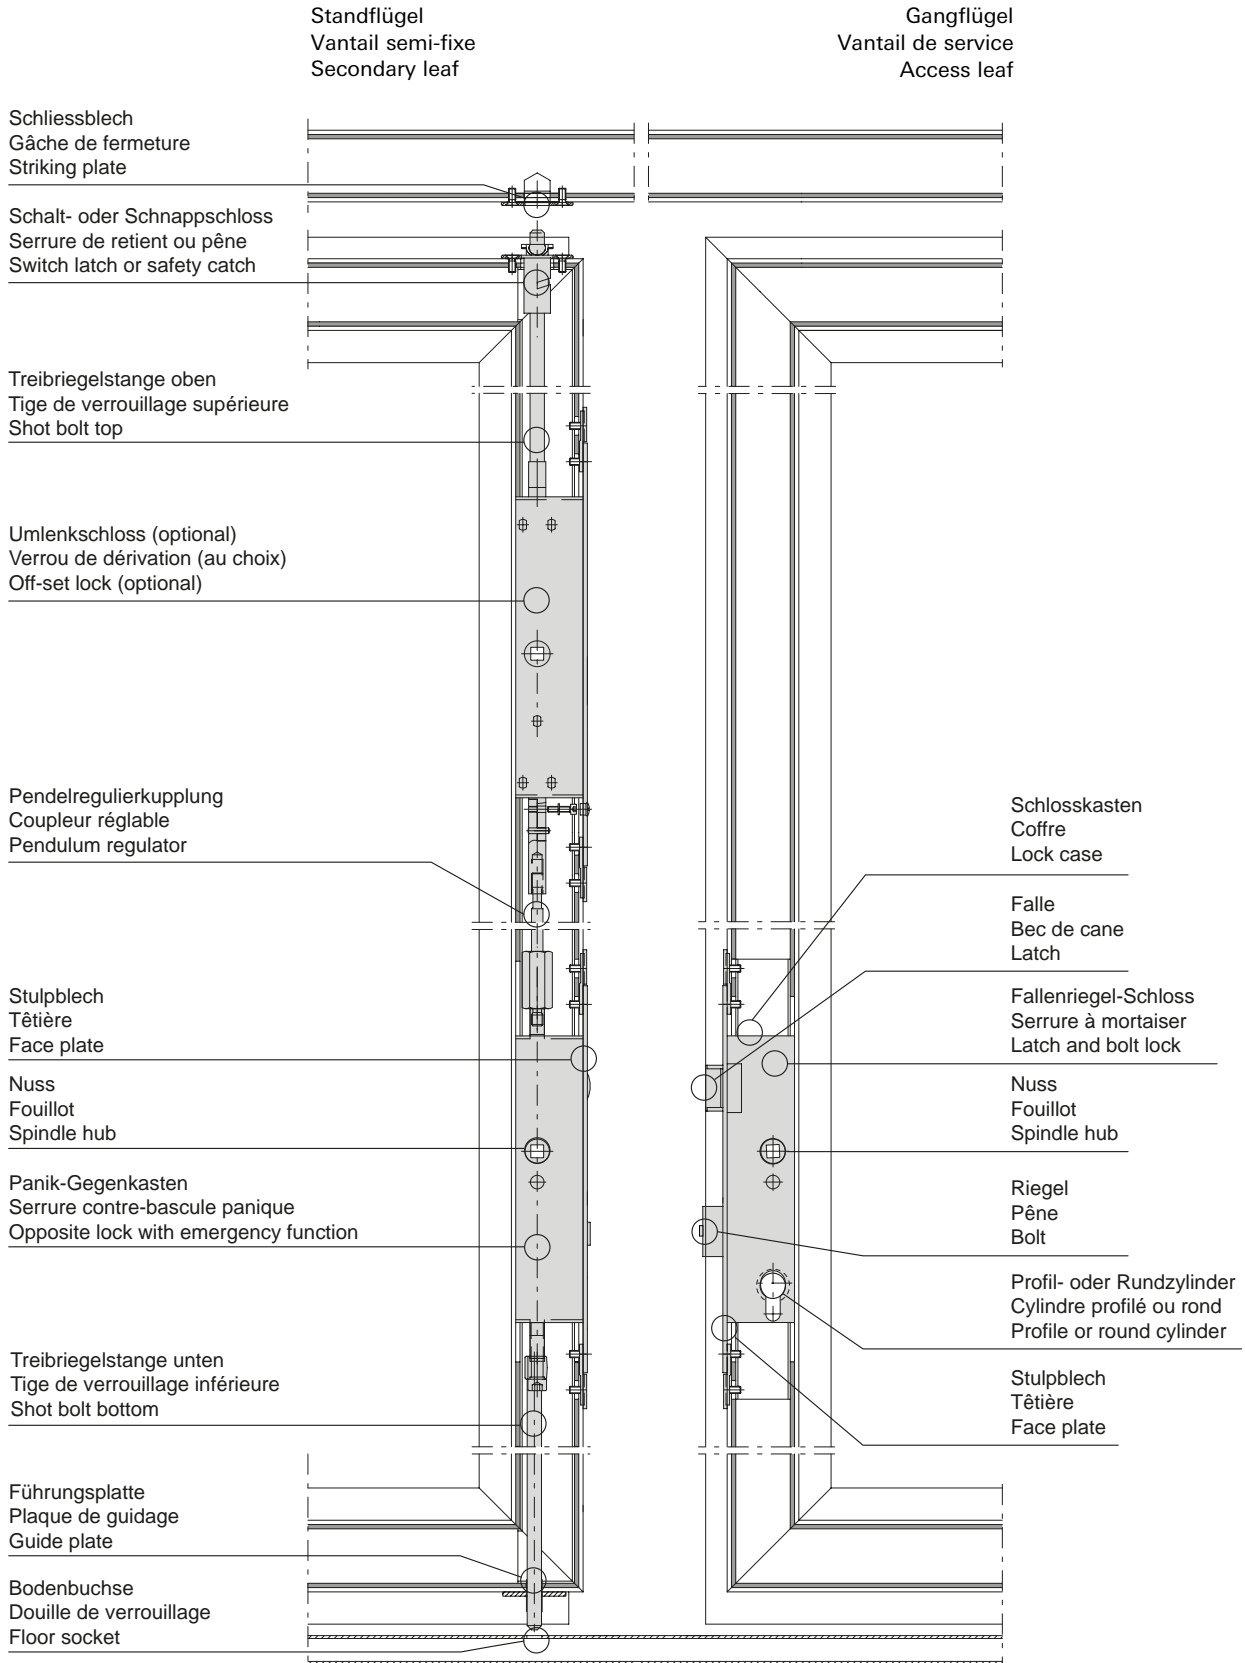 Standflügel
Vantail semi-fixe
Secondary leaf
Gangflügel
Vantail de service
Access leaf
Schliessblech
Gâche de fermeture
Striking plate
Schalt- oder Schnappschloss
Serrure de retient ou pêne
Switch latch or safety catch
Treibriegelstange oben
Tige de verrouillage supérieure
Shot bolt top
Umlenkschloss (optional)
Verrou de dérivation (au choix)
Off-set lock (optional)
Pendelregulierkupplung
Coupleur réglable
Pendulum regulator
Stulpblech
Têtière
Face plate
Nuss
Fouillot
Spindle hub
Panik-Gegenkasten
Serrure contre-bascule panique
Opposite lock with emergency function
Treibriegelstange unten
Tige de verrouillage inférieure
Shot bolt bottom
Führungsplatte
Plaque de guidage
Guide plate
Bodenbuchse
Douille de verrouillage
Floor socket
Schlosskasten
Coffre
Lock case
Falle
Bec de cane
Latch
Fallenriegel-Schloss
Serrure à mortaiser
Latch and bolt lock
Nuss
Fouillot
Spindle hub
Riegel
Pêne
Bolt
Profil- oder Rundzylinder
Cylindre profilé ou rond
Profile or round cylinder
Stulpblech
Têtière
Face plate